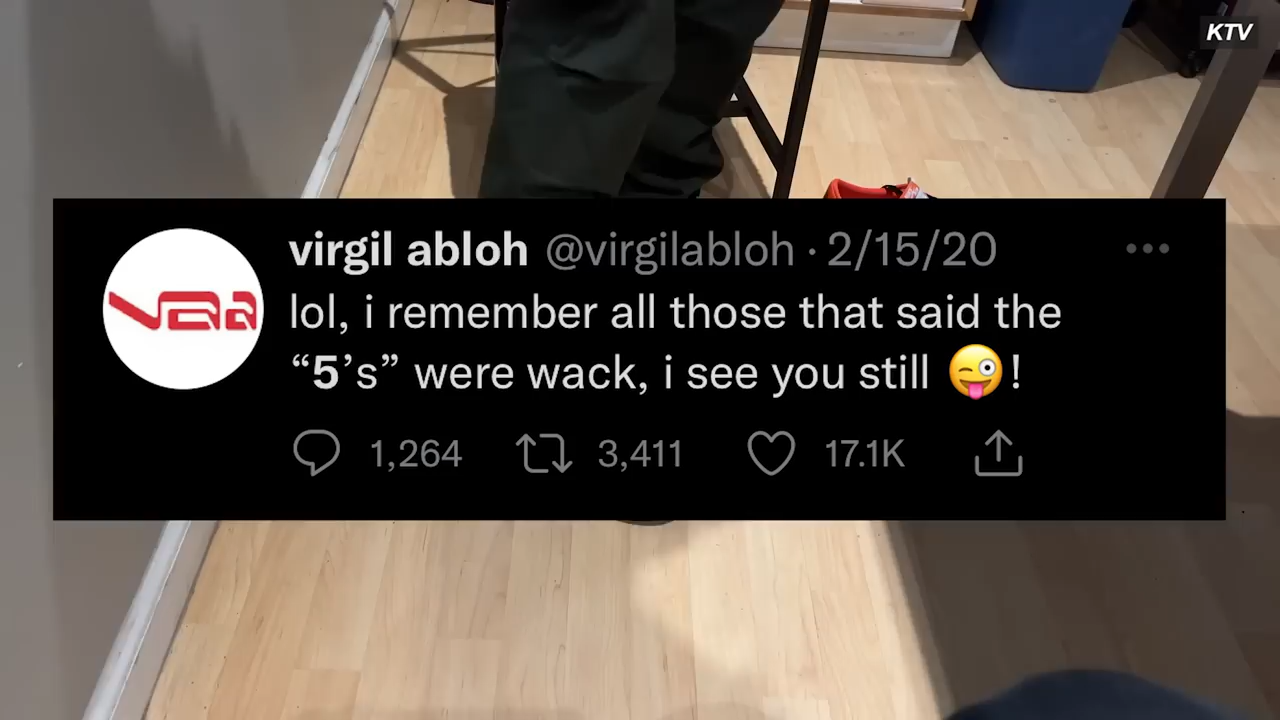 KTV
virgil abloh @virgilabloh · 2/15/20
lol, i remember all those that said the
“5’s” were wack, i see you still 😜!
1,264 3,411 17.1K